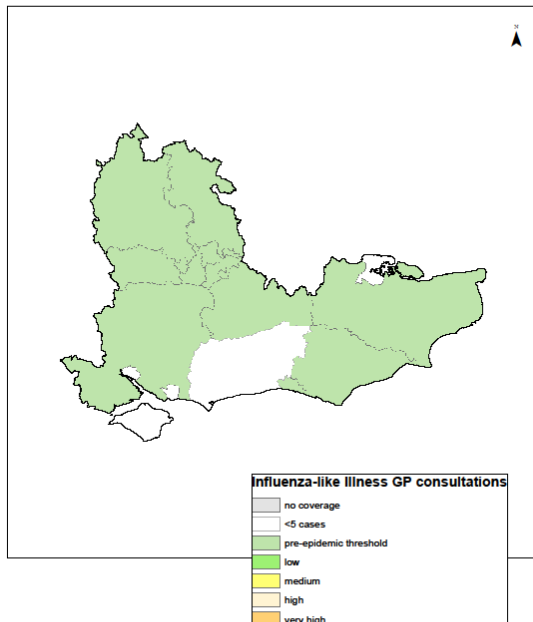 N
Influenza-like Illness GP consultations
no coverage
<5 cases
pre-epidemic threshold
low
medium
high
very high